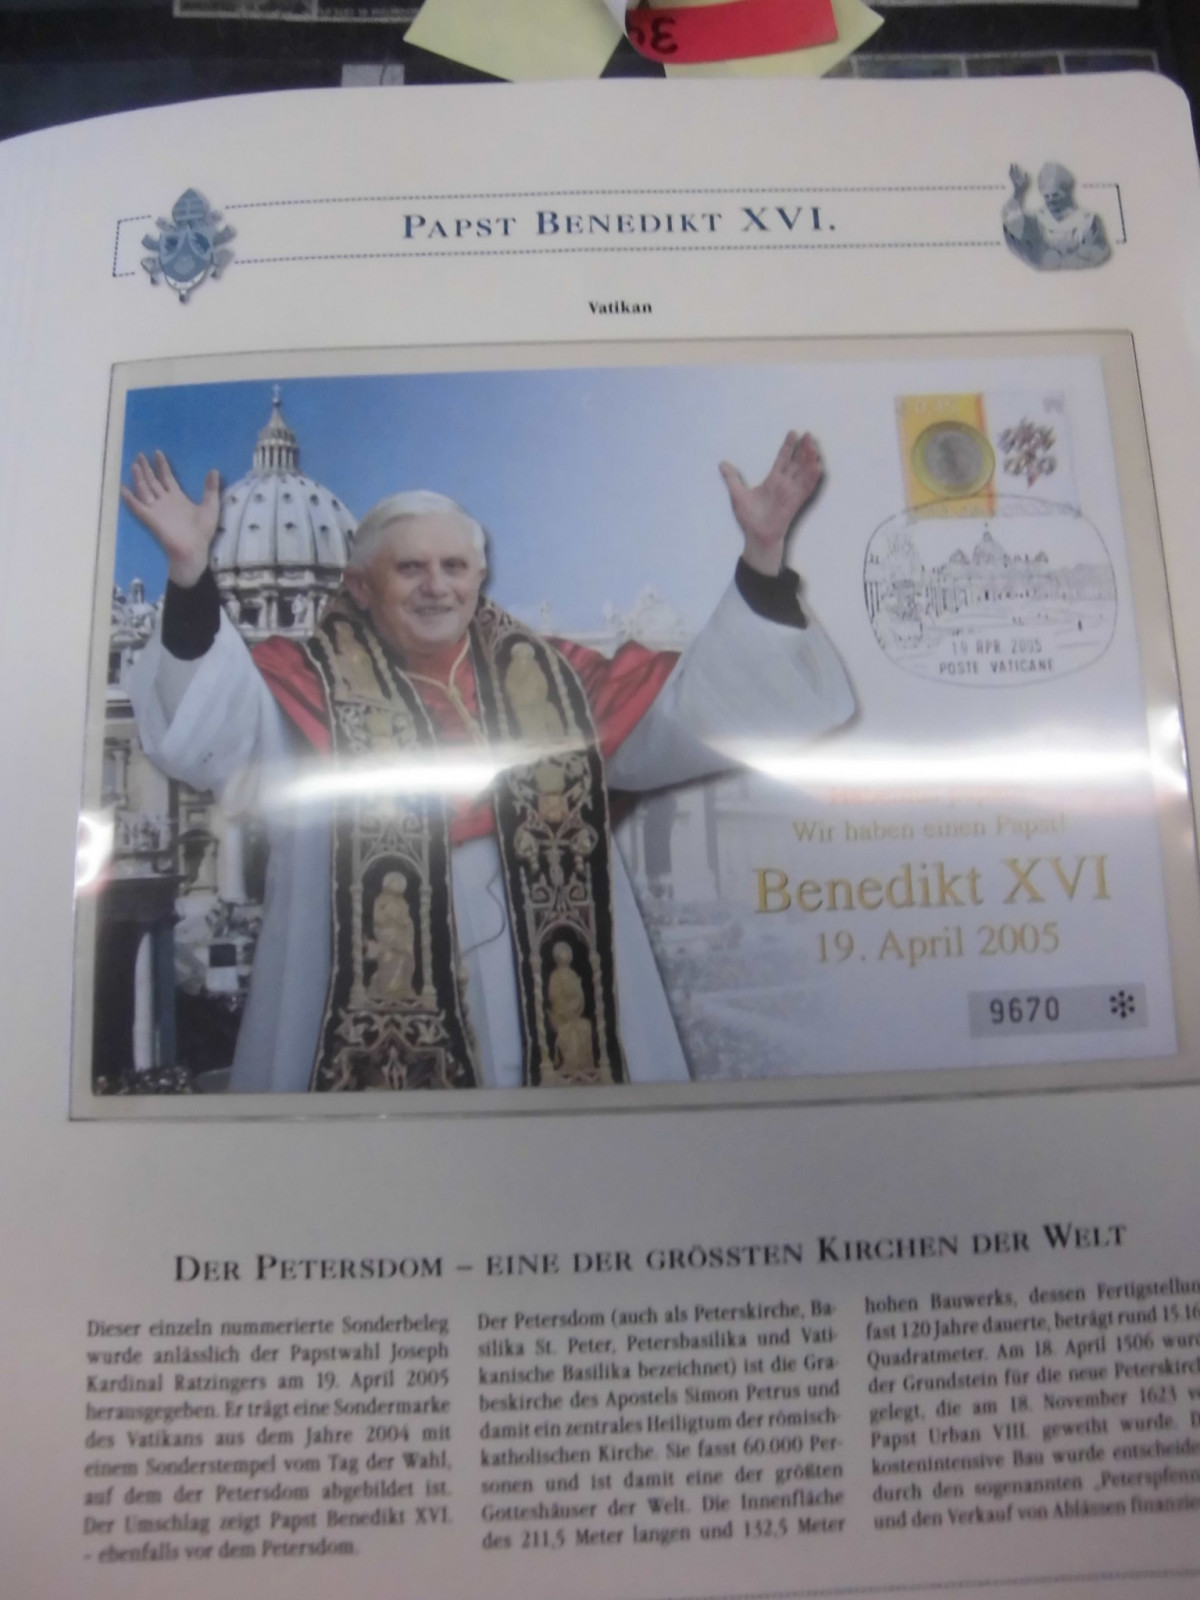 PAPST BENEDIKT XVI.
Vatikan
19 APR. 2005
POSTE VATICANE
Wir haben einen Papst!
Benedikt XVI
19. April 2005
9670
DER PETERSDOM – EINE DER GRÖSSTEN KIRCHEN DER WELT
Dieser einzeln nummerierte Sonderbeleg
wurde anlässlich der Papstwahl Joseph
Kardinal Ratzingers am 19. April 2005
herausgegeben. Er trägt eine Sondermarke
des Vatikans aus dem Jahre 2004 mit
einem Sonderstempel vom Tag der Wahl,
auf dem der Petersdom abgebildet ist.
Der Umschlag zeigt Papst Benedikt XVI.
– ebenfalls vor dem Petersdom.
Der Petersdom (auch als Peterskirche, Ba-
silika St. Peter, Petersbasilika und Vati-
kanische Basilika bezeichnet) ist die Gra-
beskirche des Apostels Simon Petrus und
damit ein zentrales Heiligtum der römisch-
katholischen Kirche. Sie fasst 60.000 Per-
sonen und ist damit eine der größten
Gotteshäuser der Welt. Die Innenfläche
des 211,5 Meter langen und 132,5 Meter
hohen Bauwerks, dessen
fast 120 Jahre dauerte, beträgt rund
Quadratmeter. Am 18. April 1506
der Grundstein für die neue
gelegt, die am 18. November 1623
Papst Urban VIII. geweiht wurde.
kostenintensive Bau wurde
durch den sogenannten
und den Verkauf von Ablässen